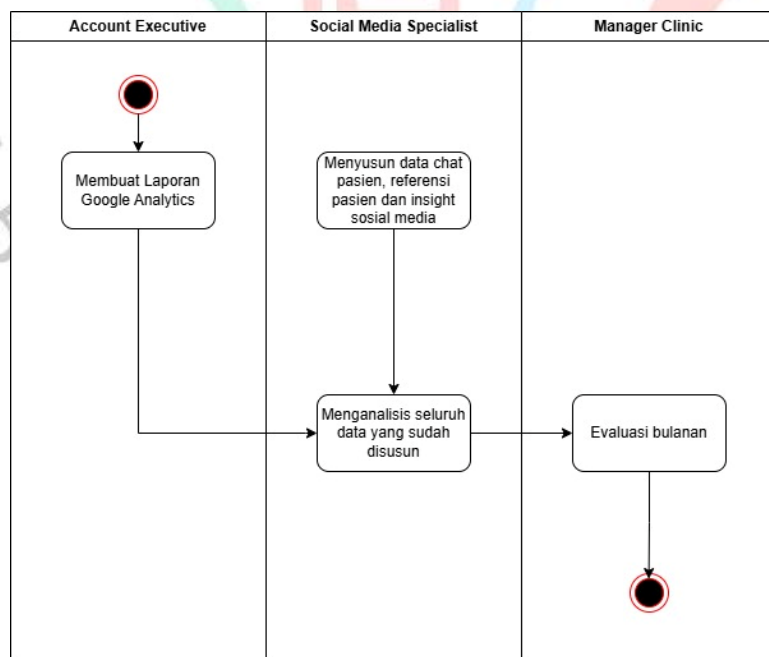 Account Executive
Social Media Specialist
Manager Clinic
Membuat Laporan
Google Analytics
Menyusun data chat
pasien, referensi
pasien dan insight
sosial media
Menganalisis seluruh
data yang sudah
disusun
Evaluasi bulanan